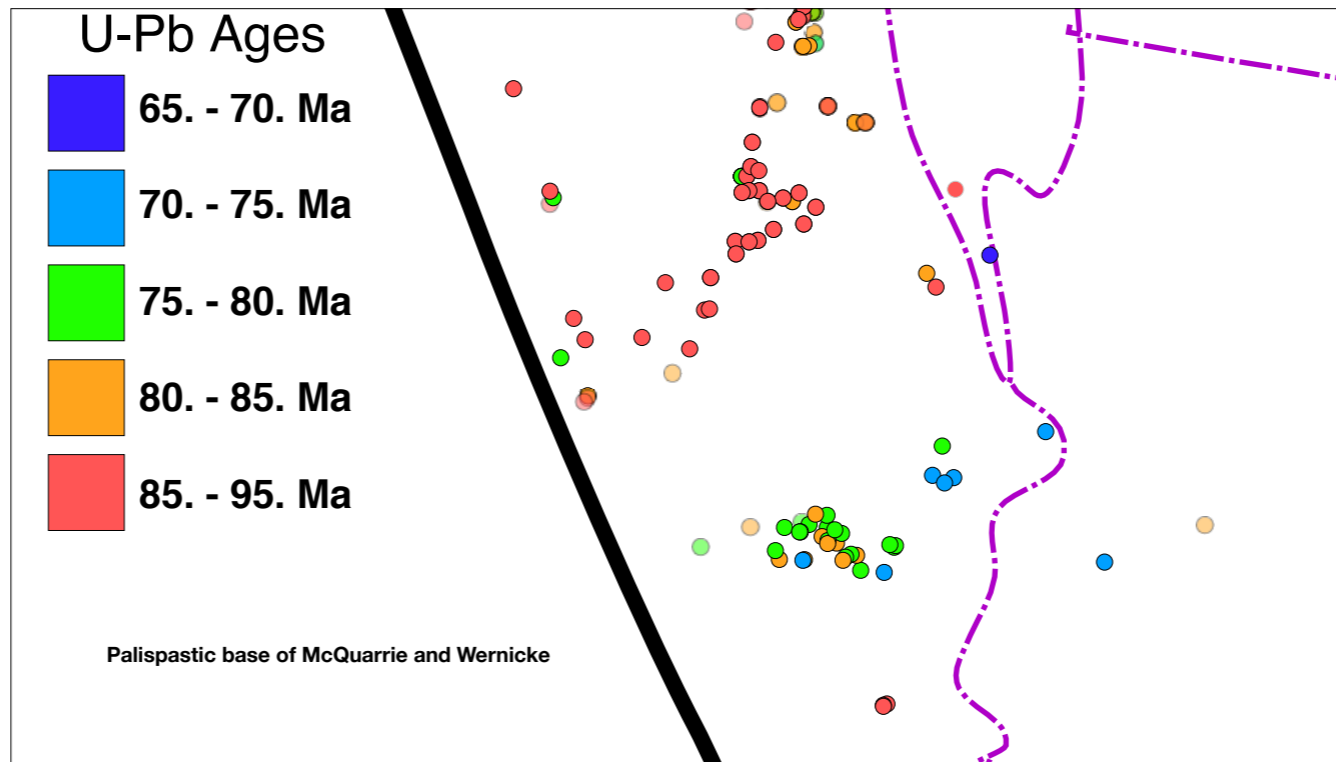 U-Pb Ages
65. - 70. Ma
70. - 75. Ma
75. - 80. Ma
80. - 85. Ma
85. - 95. Ma
Palispastic base of McQuarrie and Wernicke